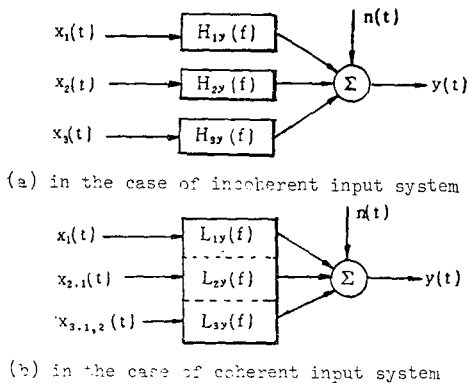 n(t)
x₁(t) H₁y(f)
x₂(t) H₂y(f) Σ y(t)
x₃(t) H₃y(f)
(a) in the case of incoherent input system
n(t)
x₁(t) L₁y(f)
x₂.₁(t) L₂y(f) Σ y(t)
x₃.₁,₂(t) L₃y(f)
(b) in the case of coherent input system